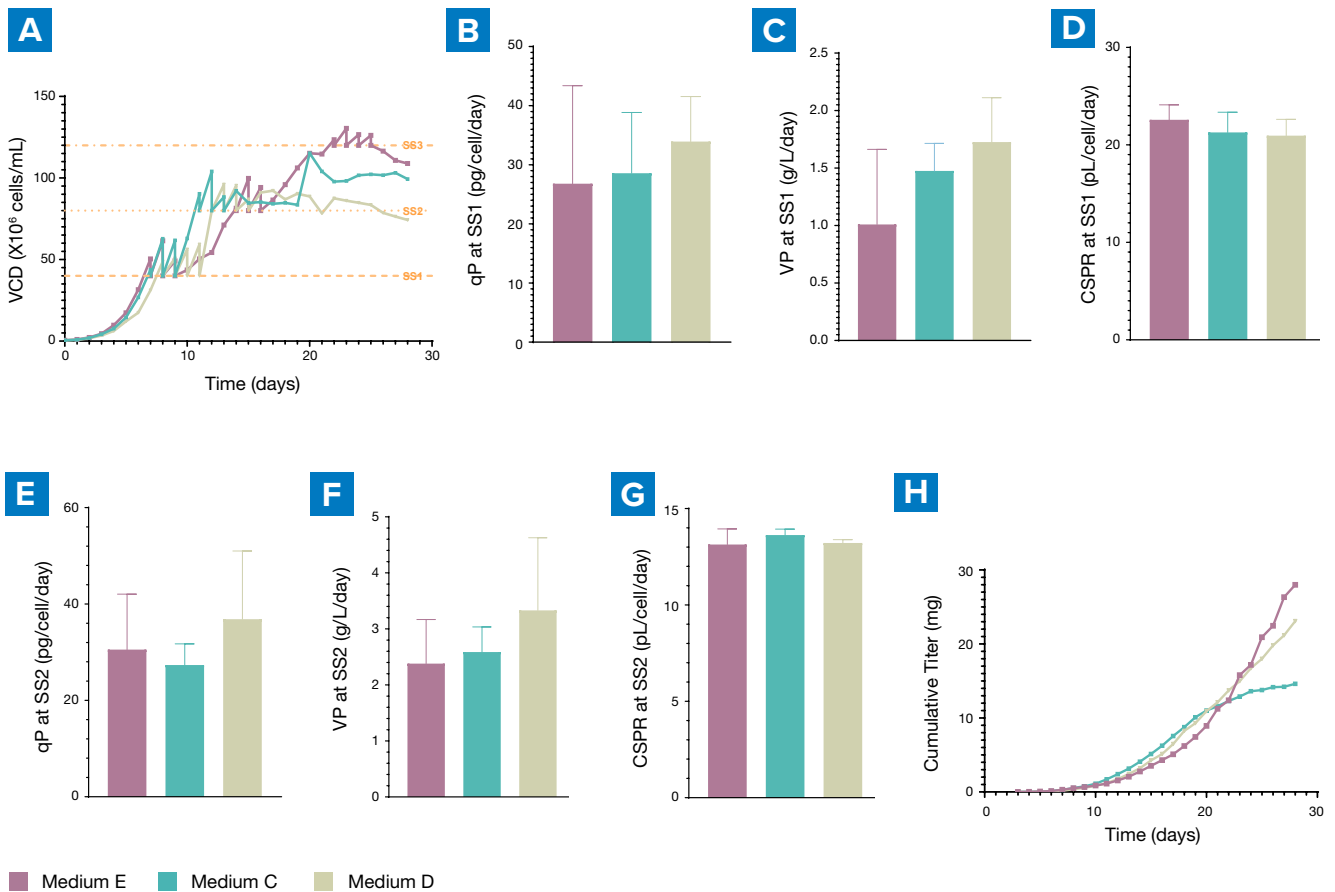 A
VCD (X10⁶ cells/mL)
150
100
50
0
SS3
SS2
SS1
0 10 20 30
Time (days)
B
qP at SS1 (pg/cell/day)
50
40
30
20
10
0
C
VP at SS1 (g/L/day)
2.5
2.0
1.5
1.0
0.5
0.0
D
CSPR at SS1 (pL/cell/day)
30
20
10
0
E
qP at SS2 (pg/cell/day)
60
40
20
0
F
VP at SS2 (g/L/day)
5
4
3
2
1
0
G
CSPR at SS2 (pL/cell/day)
15
10
5
0
H
Cumulative Titer (mg)
30
20
10
0
0 10 20 30
Time (days)
Medium E Medium C Medium D